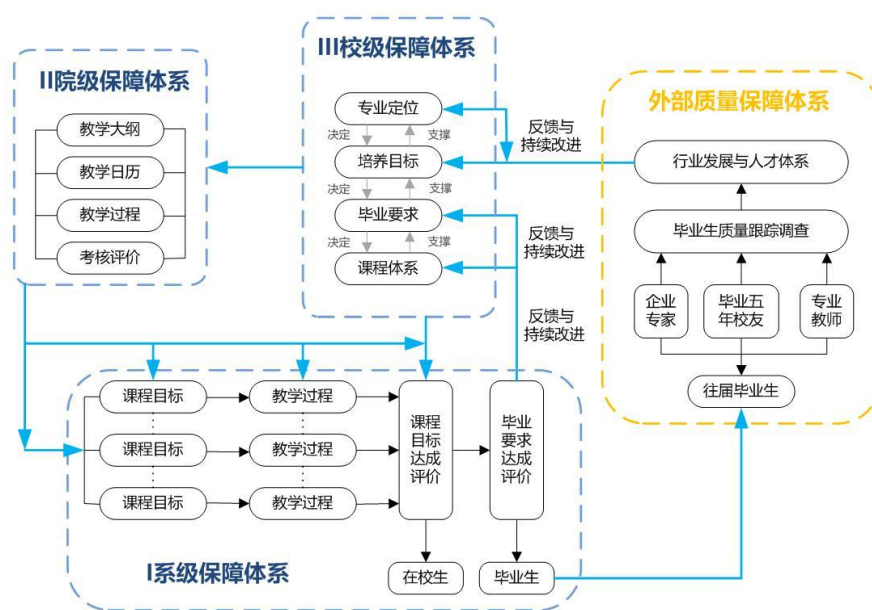 III校级保障体系
II院级保障体系
外部质量保障体系
教学大纲
教学日历
教学过程
考核评价
专业定位
决定
支撑
培养目标
决定
支撑
毕业要求
决定
支撑
课程体系
反馈与
持续改进
反馈与
持续改进
反馈与
持续改进
行业发展与人才体系
毕业生质量跟踪调查
企业
专家
毕业五
年校友
专业
教师
往届毕业生
课程目标
教学过程
课程目标
教学过程
课程目标
教学过程
课程
目标
达成
评价
毕业
要求
达成
评价
I系级保障体系
在校生
毕业生